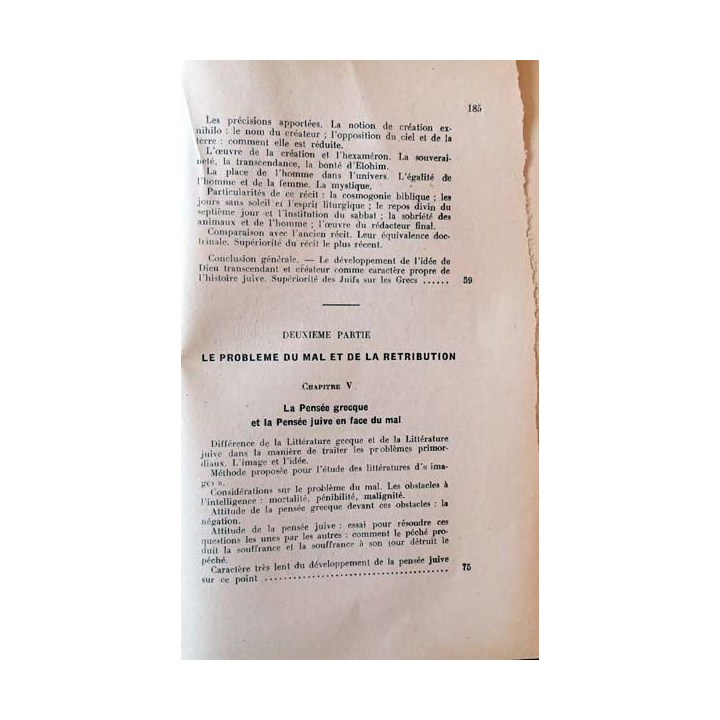 185
Les précisions apportées. La notion de création ex-
nihilo : le nom du créateur ; l'opposition du ciel et de la
terre : comment elle est réduite.
L'œuvre de la création et l'hexaméron. La souverai-
neté, la transcendance, la bonté d'Elohim.
La place de l'homme dans l'univers. L'égalité de
l'homme et de la femme. La mystique.
Particularités de ce récit : la cosmogonie biblique ; les
jours sans soleil et l'esprit liturgique ; le repos divin du
septième jour et l'institution du sabbat ; la sobriété des
animaux et de l'homme ; l'œuvre du rédacteur final.
Comparaison avec l'ancien récit. Leur équivalence doc-
trinale. Supériorité du récit le plus récent.
Conclusion générale. — Le développement de l'idée de
Dieu transcendant et créateur comme caractère propre de
l'histoire juive. Supériorité des Juifs sur les Grecs ...... 59
DEUXIEME PARTIE
LE PROBLEME DU MAL ET DE LA RETRIBUTION
CHAPITRE V
La Pensée grecque
et la Pensée juive en face du mal
Différence de la Littérature gecque et de la Littérature
juive dans la manière de traiter les problèmes primor-
diaux. L'image et l'idée.
Méthode proposée pour l'étude des littératures d'« ima-
ges ».
Considérations sur le problème du mal. Les obstacles à
l'intelligence : mortalité, pénibilité, malignité.
Attitude de la pensée grecque devant ces obstacles : la
négation.
Attitude de la pensée juive : essai pour résoudre ces
questions les unes par les autres : comment le péché pro-
duit la souffrance et la souffrance à son tour détruit le
péché.
Caractère très lent du développement de la pensée juive
sur ce point ..................................... 75